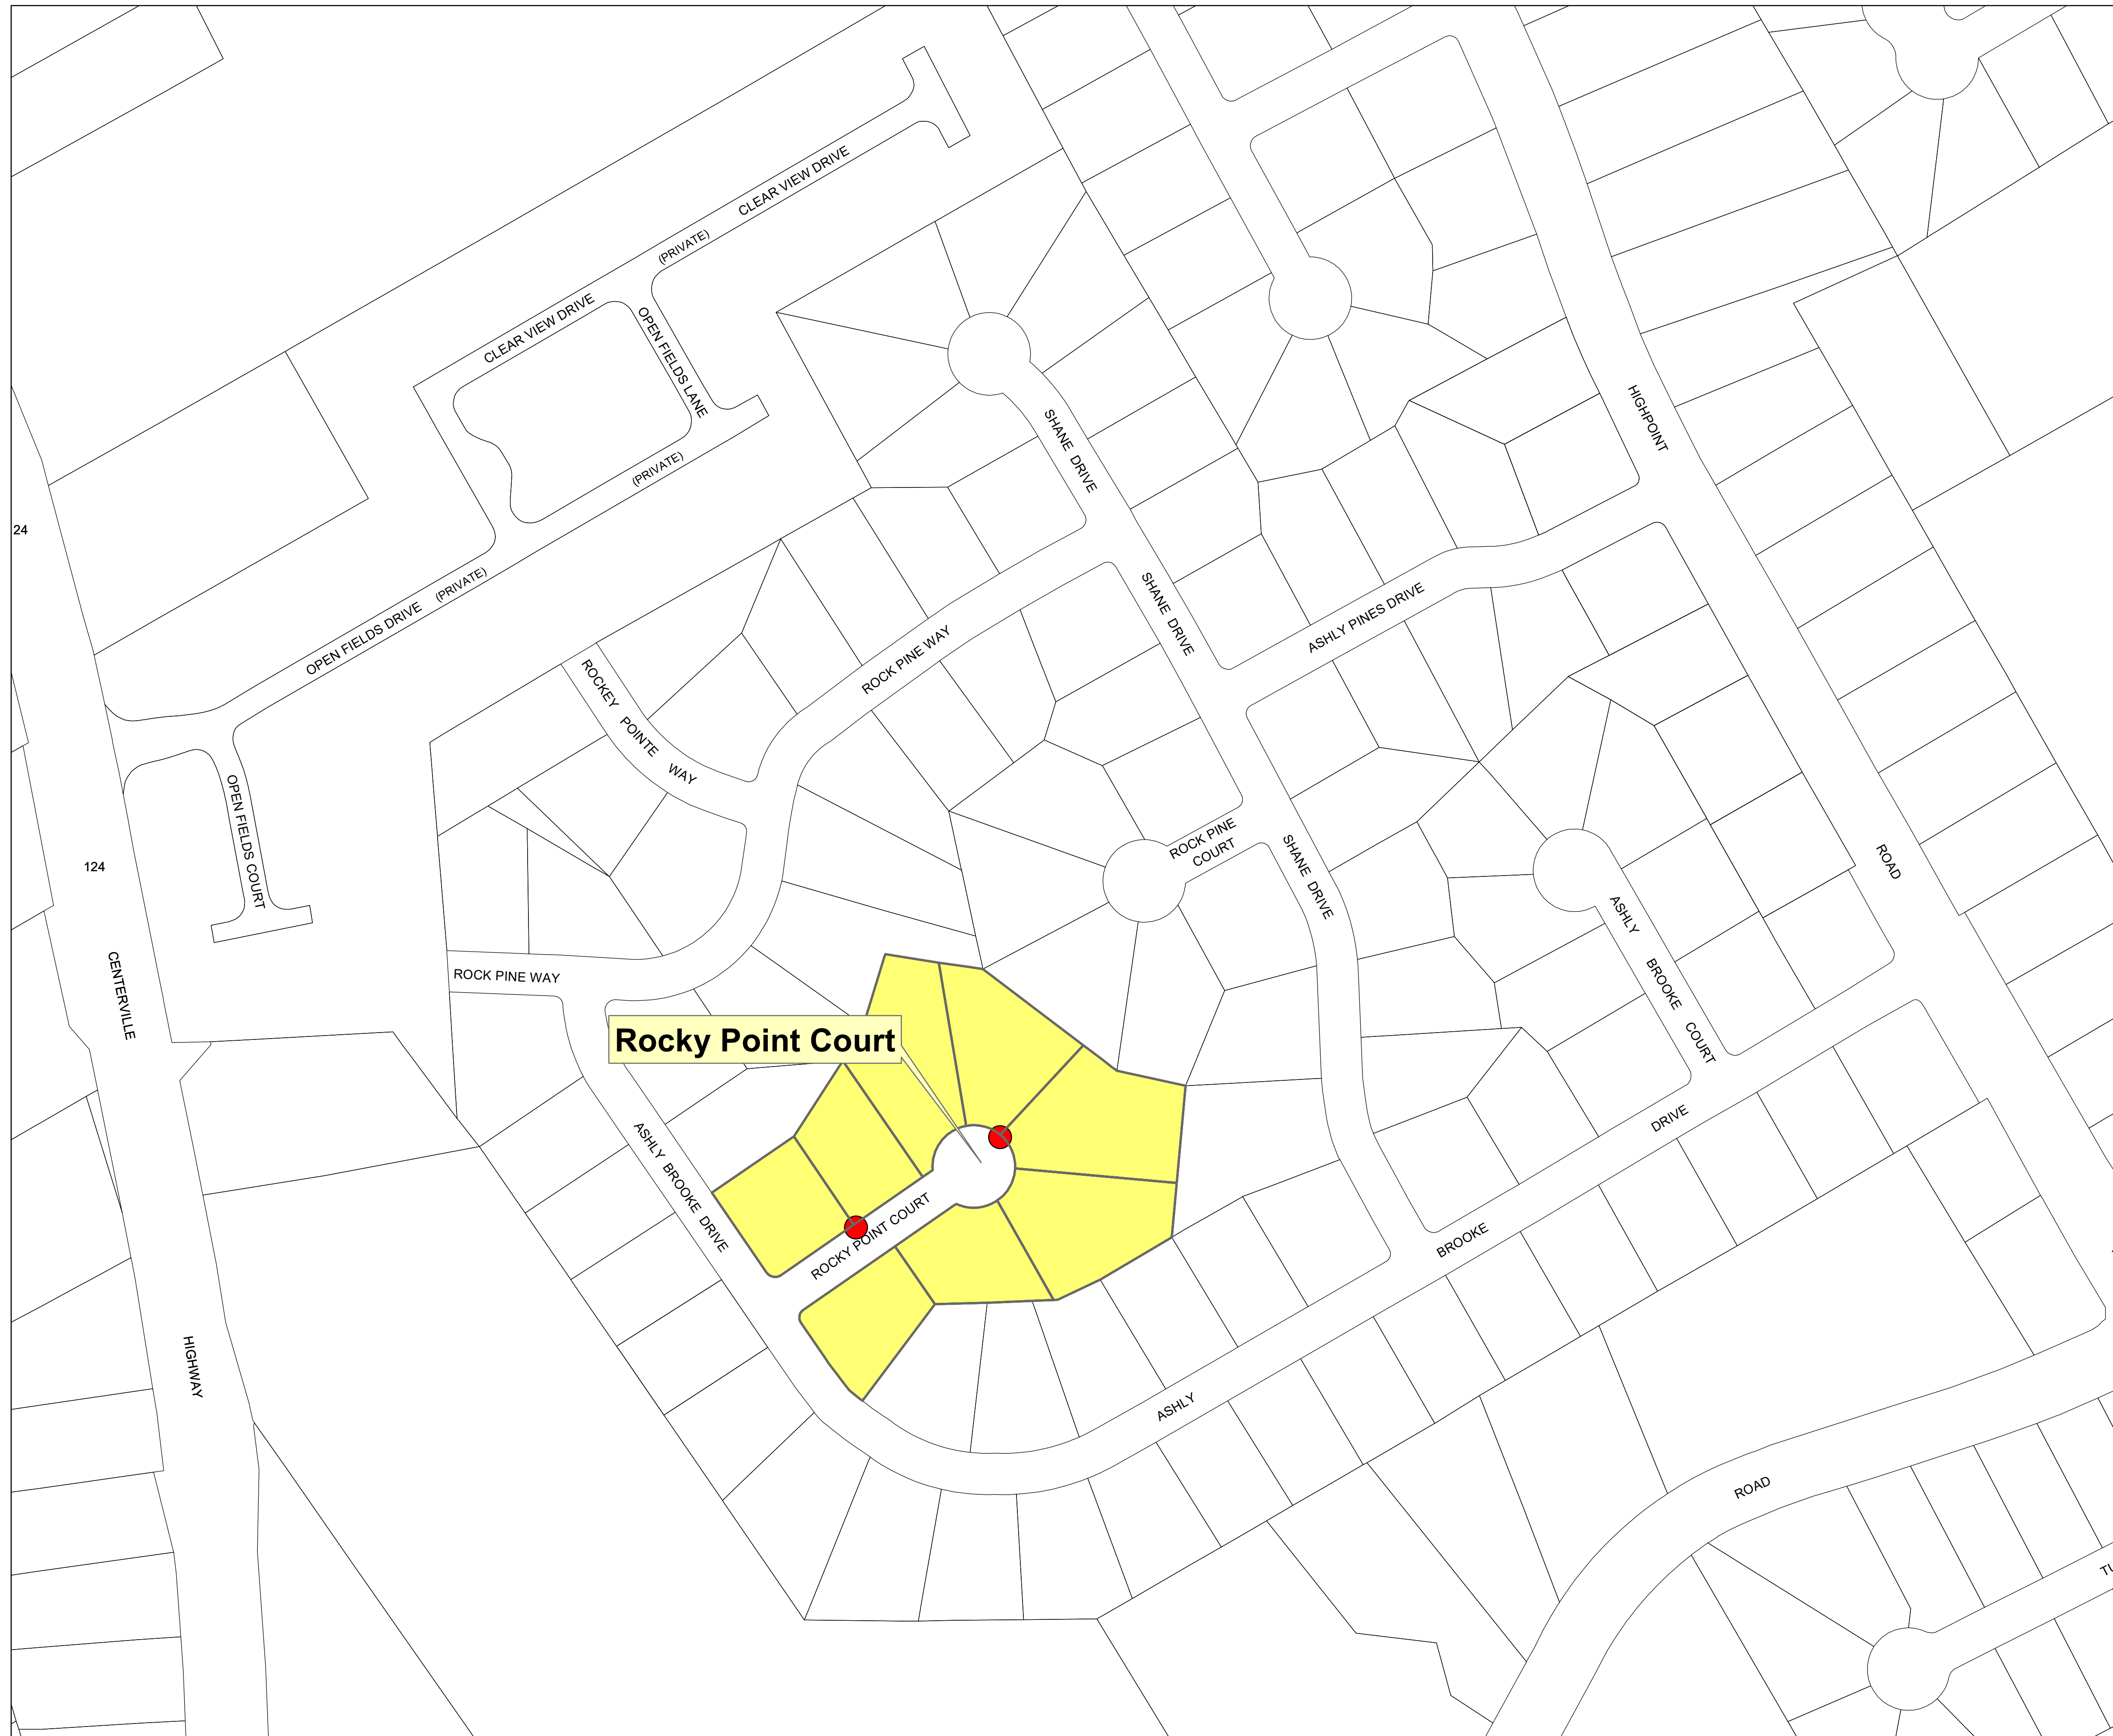 CLEAR VIEW DRIVE
(PRIVATE)
CLEAR VIEW DRIVE
OPEN FIELDS LANE
(PRIVATE)
OPEN FIELDS DRIVE
(PRIVATE)
OPEN FIELDS COURT
24
124
CENTERVILLE
HIGHWAY
SHANE DRIVE
HIGHPOINT
SHANE DRIVE
ASHLY PINES DRIVE
ROCK PINE WAY
ROCKEY POINTE WAY
ROCK PINE
COURT
SHANE DRIVE
ROAD
ASHLY BROOKE COURT
ROCK PINE WAY
Rocky Point Court
ASHLY BROOKE DRIVE
ROCKY POINT COURT
DRIVE
BROOKE
ASHLY
ROAD